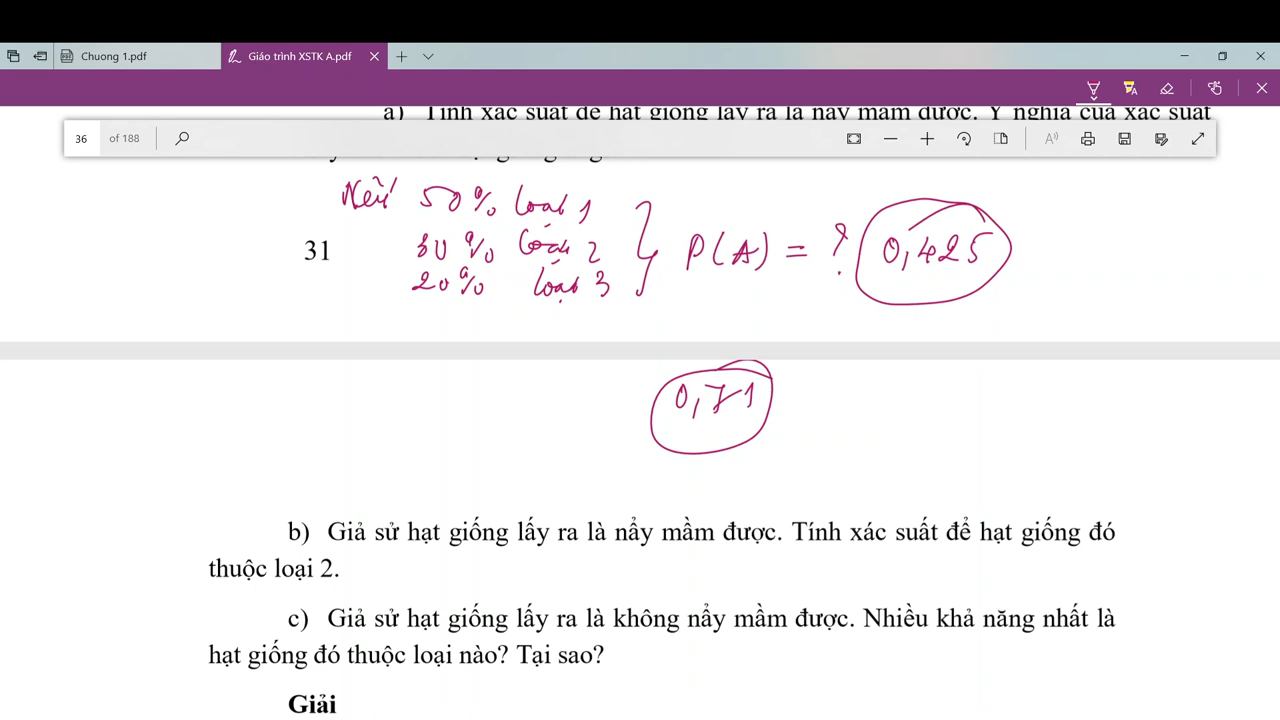 Chuong 1.pdf
Giáo trình XSTK A.pdf
a) Tính xác suất để hạt giống lấy ra là nảy mầm được. Ý nghĩa của xác suất
36 of 188
Nếu 50% loại 1
30% loại 2
20% loại 3
P(A) = ? 0,425
31
0,71
b) Giả sử hạt giống lấy ra là nẩy mầm được. Tính xác suất để hạt giống đó
thuộc loại 2.
c) Giả sử hạt giống lấy ra là không nẩy mầm được. Nhiều khả năng nhất là
hạt giống đó thuộc loại nào? Tại sao?
Giải